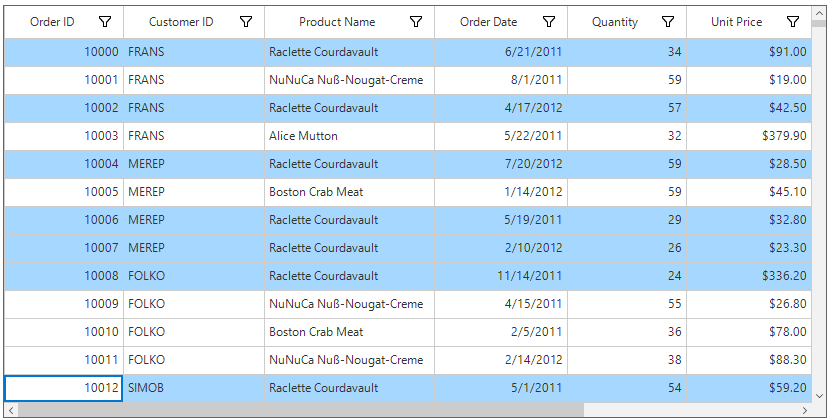 Order ID Customer ID Product Name Order Date Quantity Unit Price
10000 FRANS Raclette Courdavault 6/21/2011 34 $91.00
10001 FRANS NuNuCa Nuß-Nougat-Creme 8/1/2011 59 $19.00
10002 FRANS Raclette Courdavault 4/17/2012 57 $42.50
10003 FRANS Alice Mutton 5/22/2011 32 $379.90
10004 MEREP Raclette Courdavault 7/20/2012 59 $28.50
10005 MEREP Boston Crab Meat 1/14/2012 59 $45.10
10006 MEREP Raclette Courdavault 5/19/2011 29 $32.80
10007 MEREP Raclette Courdavault 2/10/2012 26 $23.30
10008 FOLKO Raclette Courdavault 11/14/2011 24 $336.20
10009 FOLKO NuNuCa Nuß-Nougat-Creme 4/15/2011 55 $26.80
10010 FOLKO Boston Crab Meat 2/5/2011 36 $78.00
10011 FOLKO NuNuCa Nuß-Nougat-Creme 2/14/2012 38 $88.30
10012 SIMOB Raclette Courdavault 5/1/2011 54 $59.20